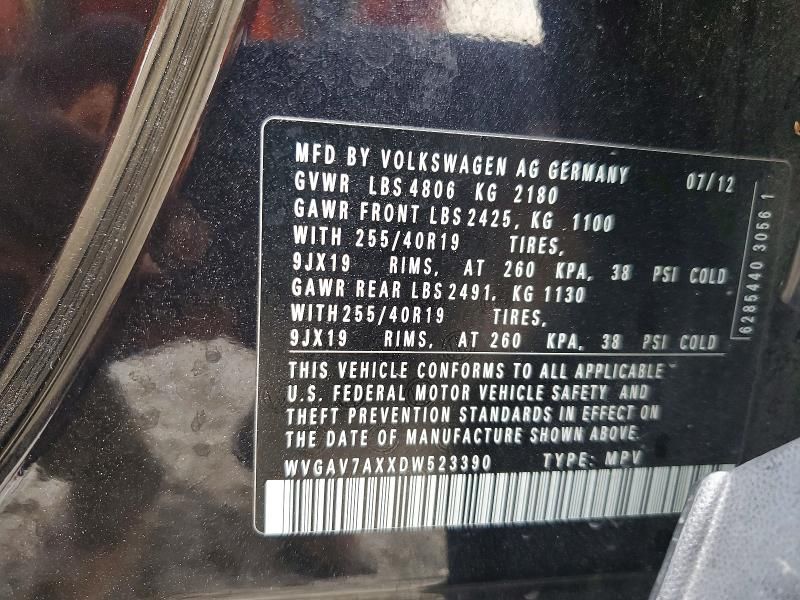 MFD BY VOLKSWAGEN AG GERMANY 07/12
GVWR LBS 4806 KG 2180
GAWR FRONT LBS 2425, KG 1100
WITH 255/40R19 TIRES,
9JX19 RIMS, AT 260 KPA, 38 PSI COLD
GAWR REAR LBS 2491, KG 1130
WITH 255/40R19 TIRES,
9JX19 RIMS, AT 260 KPA, 38 PSI COLD
THIS VEHICLE CONFORMS TO ALL APPLICABLE
U.S. FEDERAL MOTOR VEHICLE SAFETY AND
THEFT PREVENTION STANDARDS IN EFFECT ON
THE DATE OF MANUFACTURE SHOWN ABOVE.
WVGAV7AXXDW523390 TYPE: MPV
6285440 3056 1